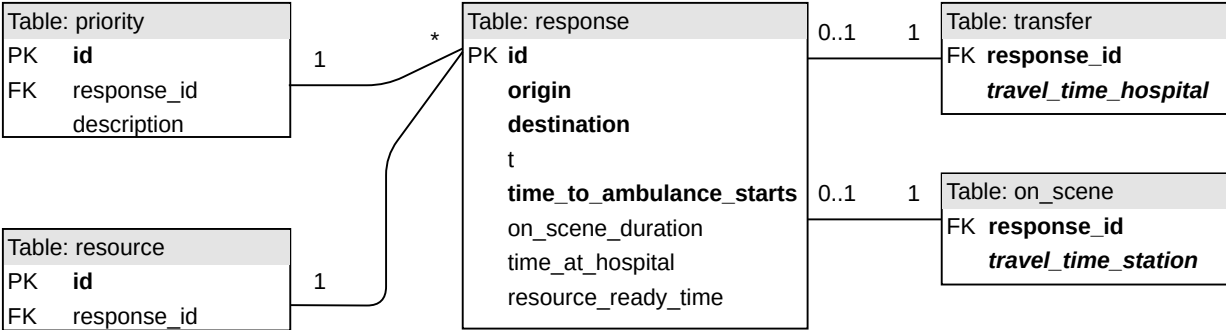 Table: priority
PK id
FK response_id
description
1
*
Table: resource
PK id
FK response_id
1
Table: response
PK id
origin
destination
t
time_to_ambulance_starts
on_scene_duration
time_at_hospital
resource_ready_time
0..1 1
Table: transfer
FK response_id
travel_time_hospital
0..1 1
Table: on_scene
FK response_id
travel_time_station